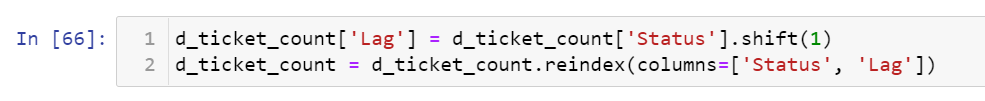 In [66]:
1 d_ticket_count['Lag'] = d_ticket_count['Status'].shift(1)
2 d_ticket_count = d_ticket_count.reindex(columns=['Status', 'Lag'])